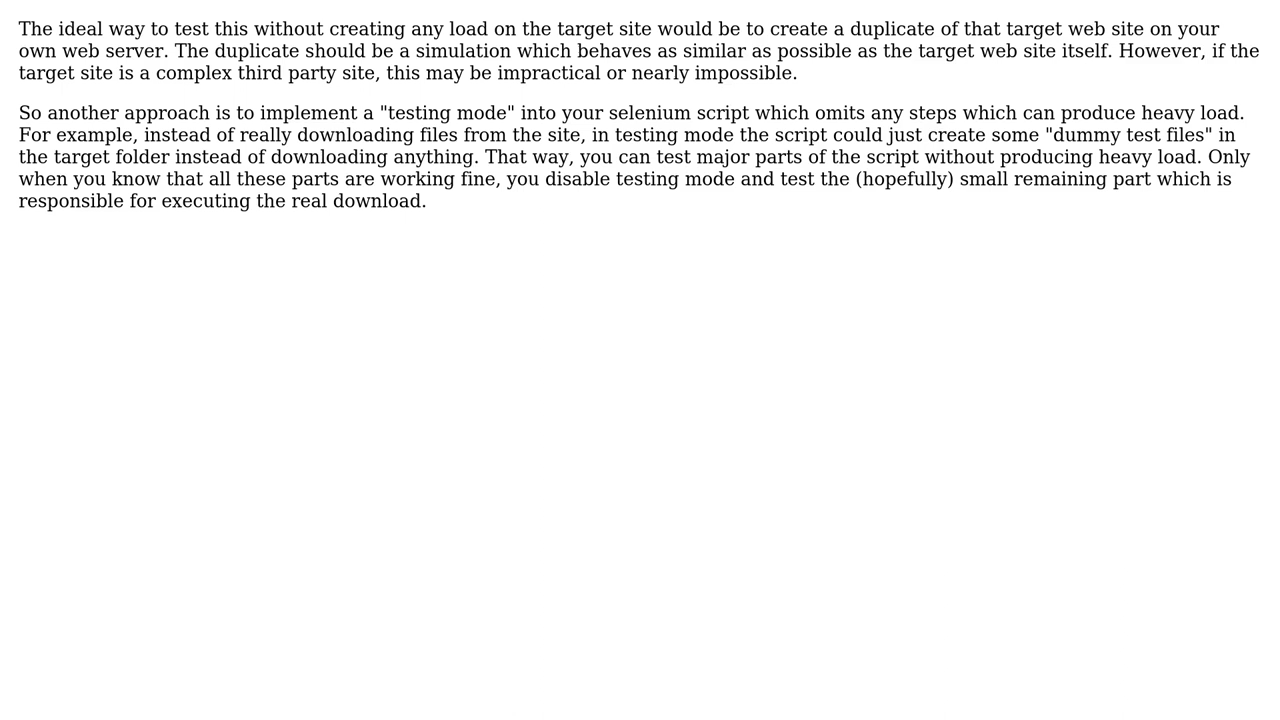 The ideal way to test this without creating any load on the target site would be to create a duplicate of that target web site on your
own web server. The duplicate should be a simulation which behaves as similar as possible as the target web site itself. However, if the
target site is a complex third party site, this may be impractical or nearly impossible.
So another approach is to implement a "testing mode" into your selenium script which omits any steps which can produce heavy load.
For example, instead of really downloading files from the site, in testing mode the script could just create some "dummy test files" in
the target folder instead of downloading anything. That way, you can test major parts of the script without producing heavy load. Only
when you know that all these parts are working fine, you disable testing mode and test the (hopefully) small remaining part which is
responsible for executing the real download.